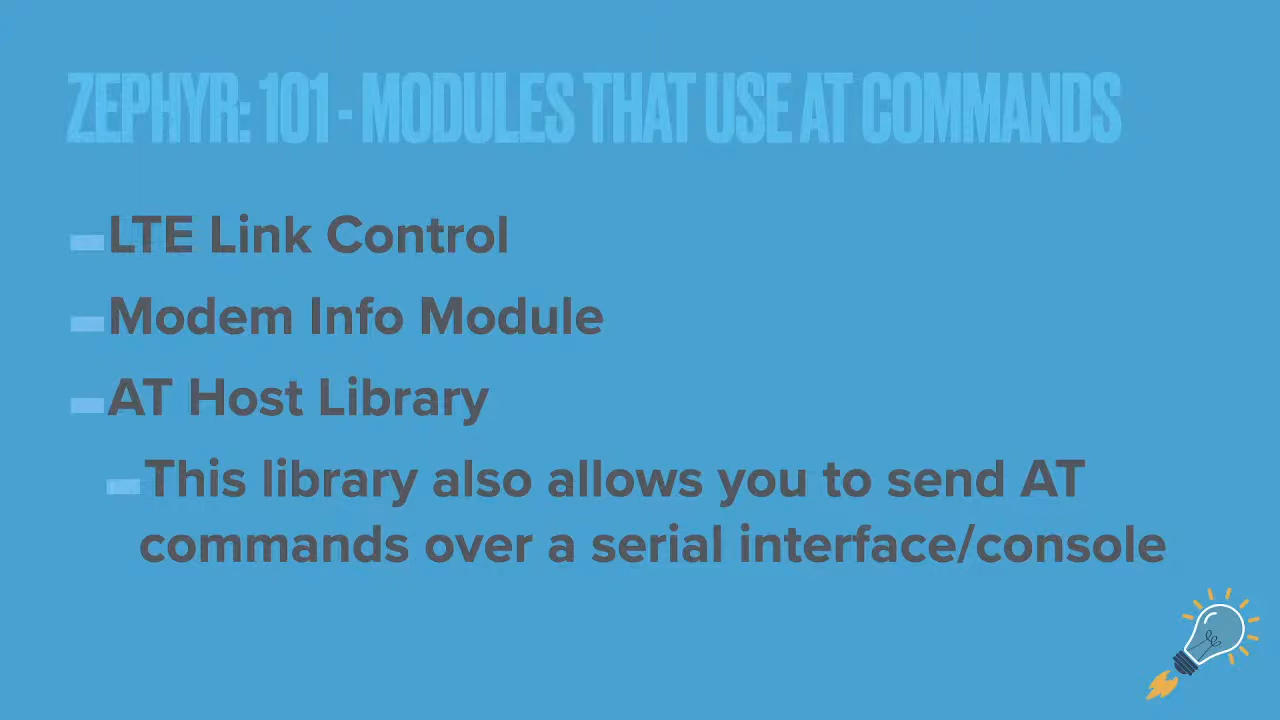 ZEPHYR: 101 - MODULES THAT USE AT COMMANDS
LTE Link Control
Modem Info Module
AT Host Library
This library also allows you to send AT
commands over a serial interface/console